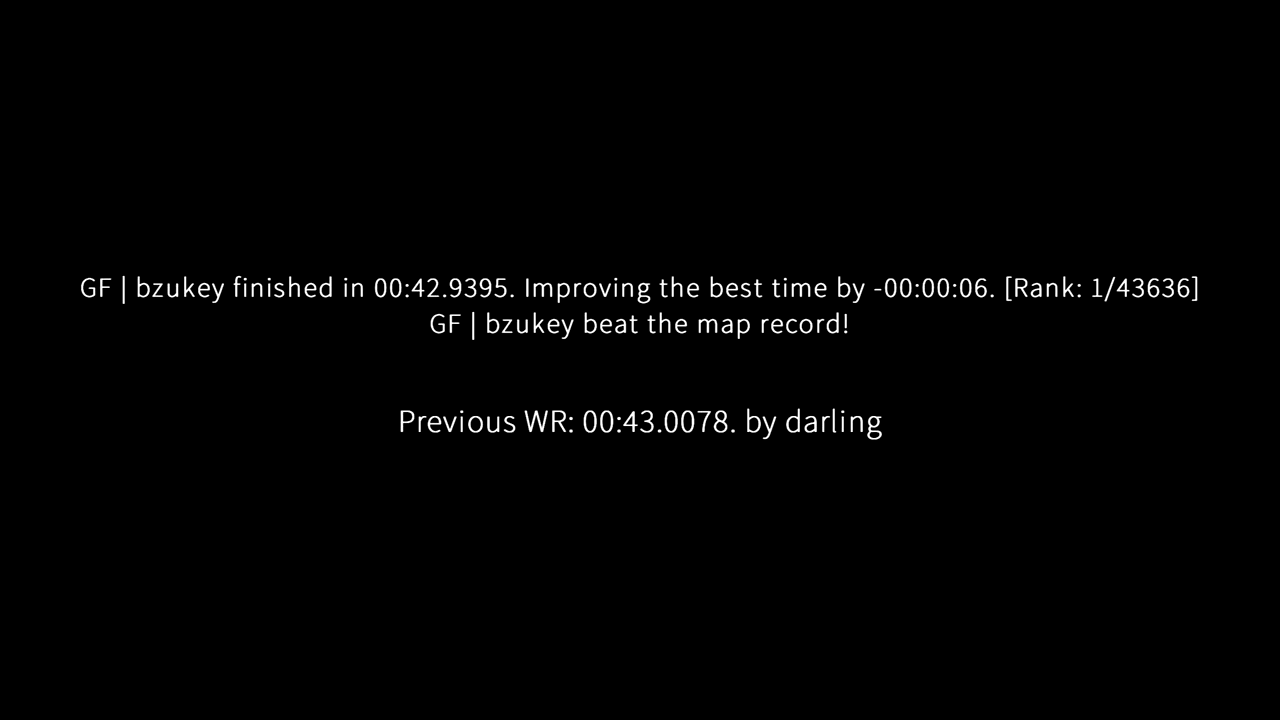 GF | bzukey finished in 00:42.9395. Improving the best time by -00:00:06. [Rank: 1/43636]
GF | bzukey beat the map record!
Previous WR: 00:43.0078. by darling